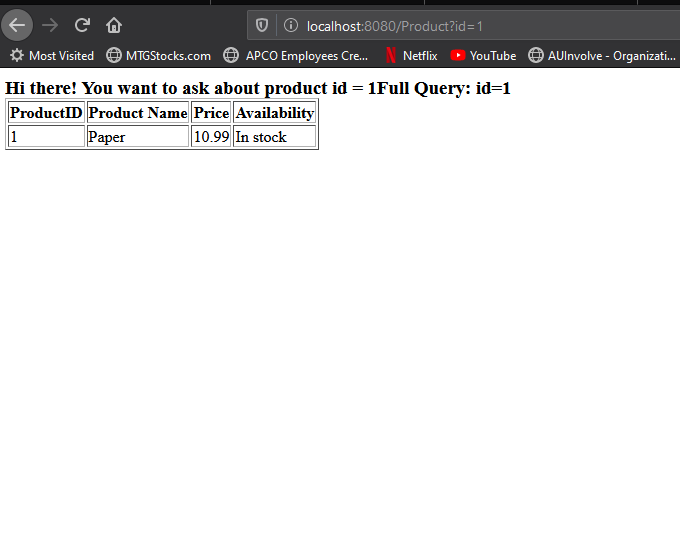 localhost:8080/Product?id=1
Most Visited MTGStocks.com APCO Employees Cre... Netflix YouTube AUInvolve - Organizati...
Hi there! You want to ask about product id = 1Full Query: id=1
ProductID Product Name Price Availability
1 Paper 10.99 In stock